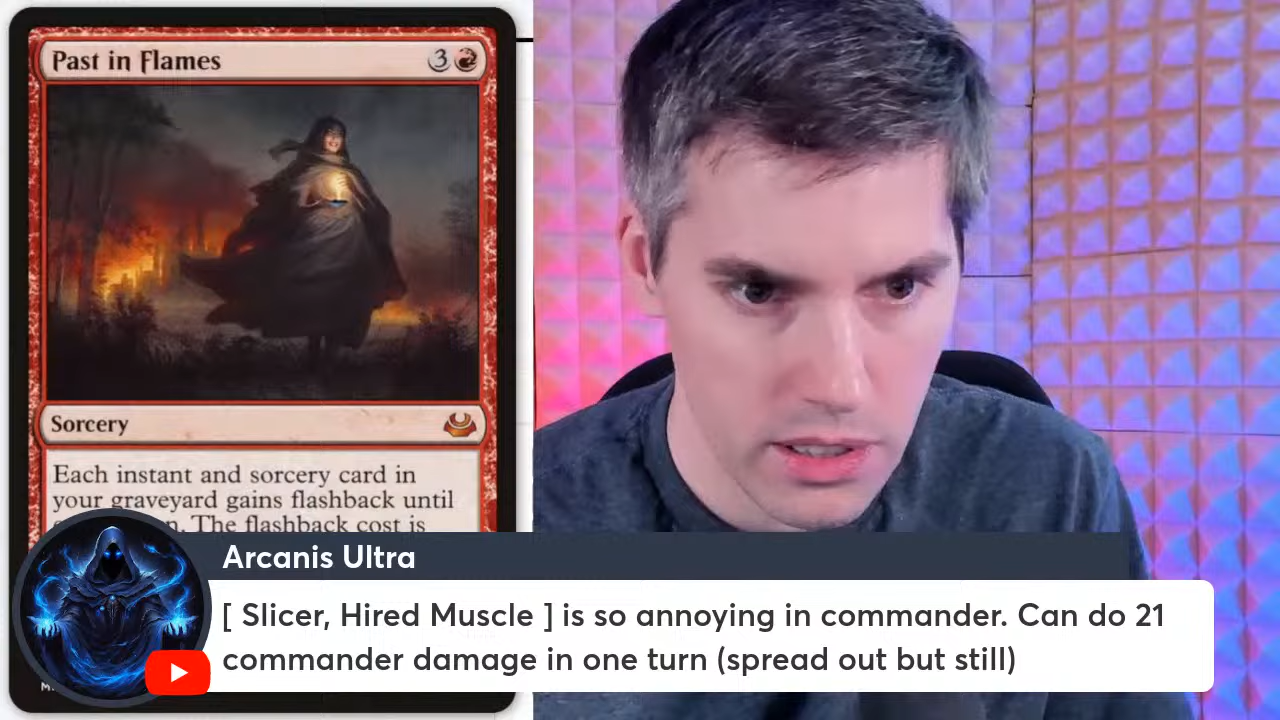 Past in Flames 3
Sorcery
Each instant and sorcery card in
your graveyard gains flashback until
The flashback cost is
Arcanis Ultra
[ Slicer, Hired Muscle ] is so annoying in commander. Can do 21
commander damage in one turn (spread out but still)